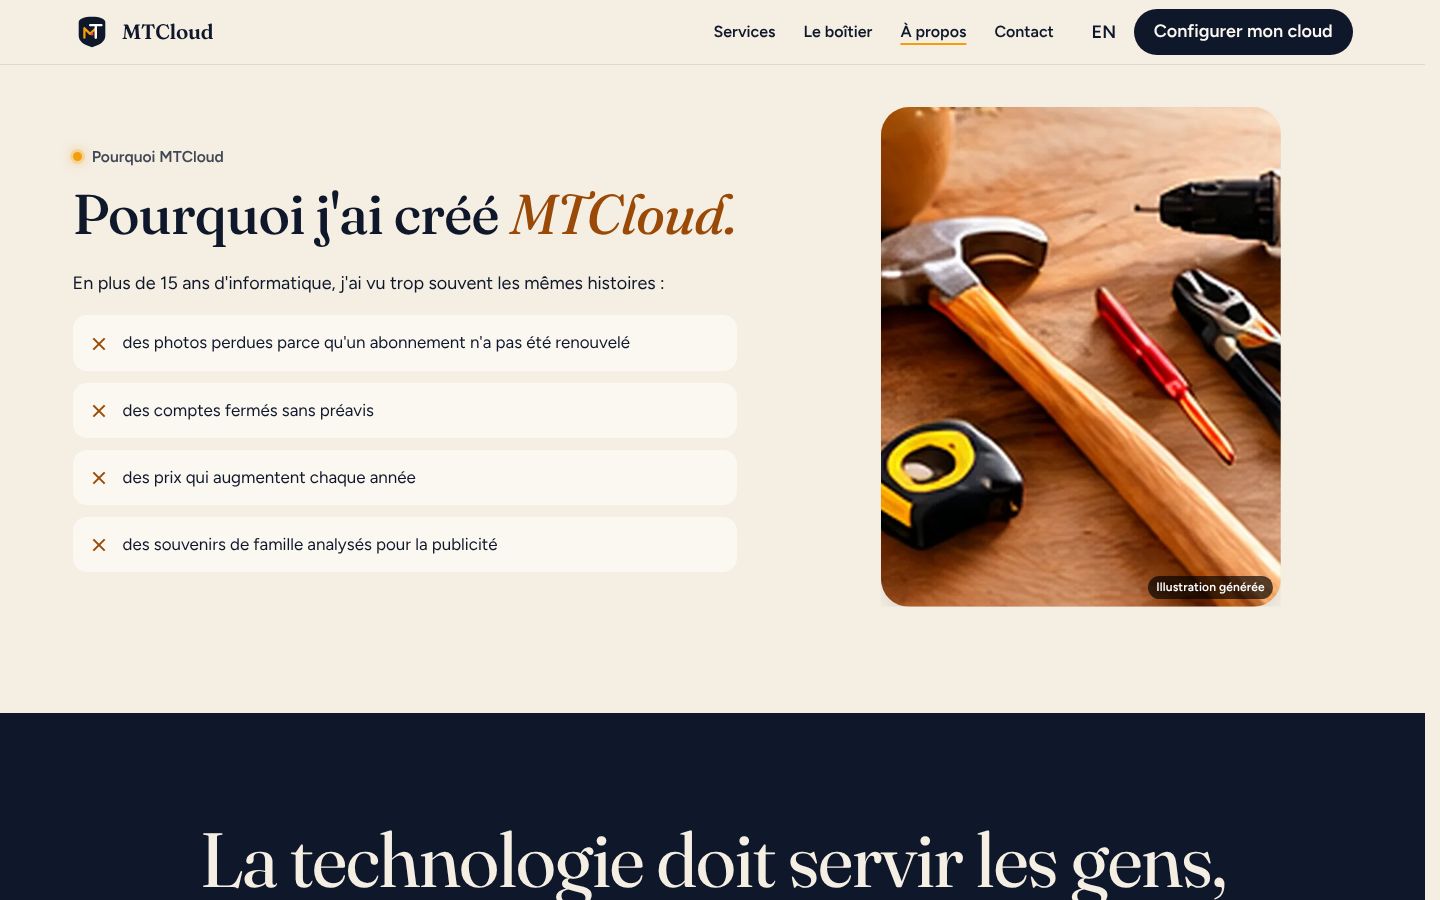 MTCloud
Services
Le boîtier
À propos
Contact
EN
Configurer mon cloud
Pourquoi MTCloud
Pourquoi j'ai créé MTCloud.
En plus de 15 ans d'informatique, j'ai vu trop souvent les mêmes histoires :
des photos perdues parce qu'un abonnement n'a pas été renouvelé
des comptes fermés sans préavis
des prix qui augmentent chaque année
des souvenirs de famille analysés pour la publicité
Illustration générée
La technologie doit servir les gens,